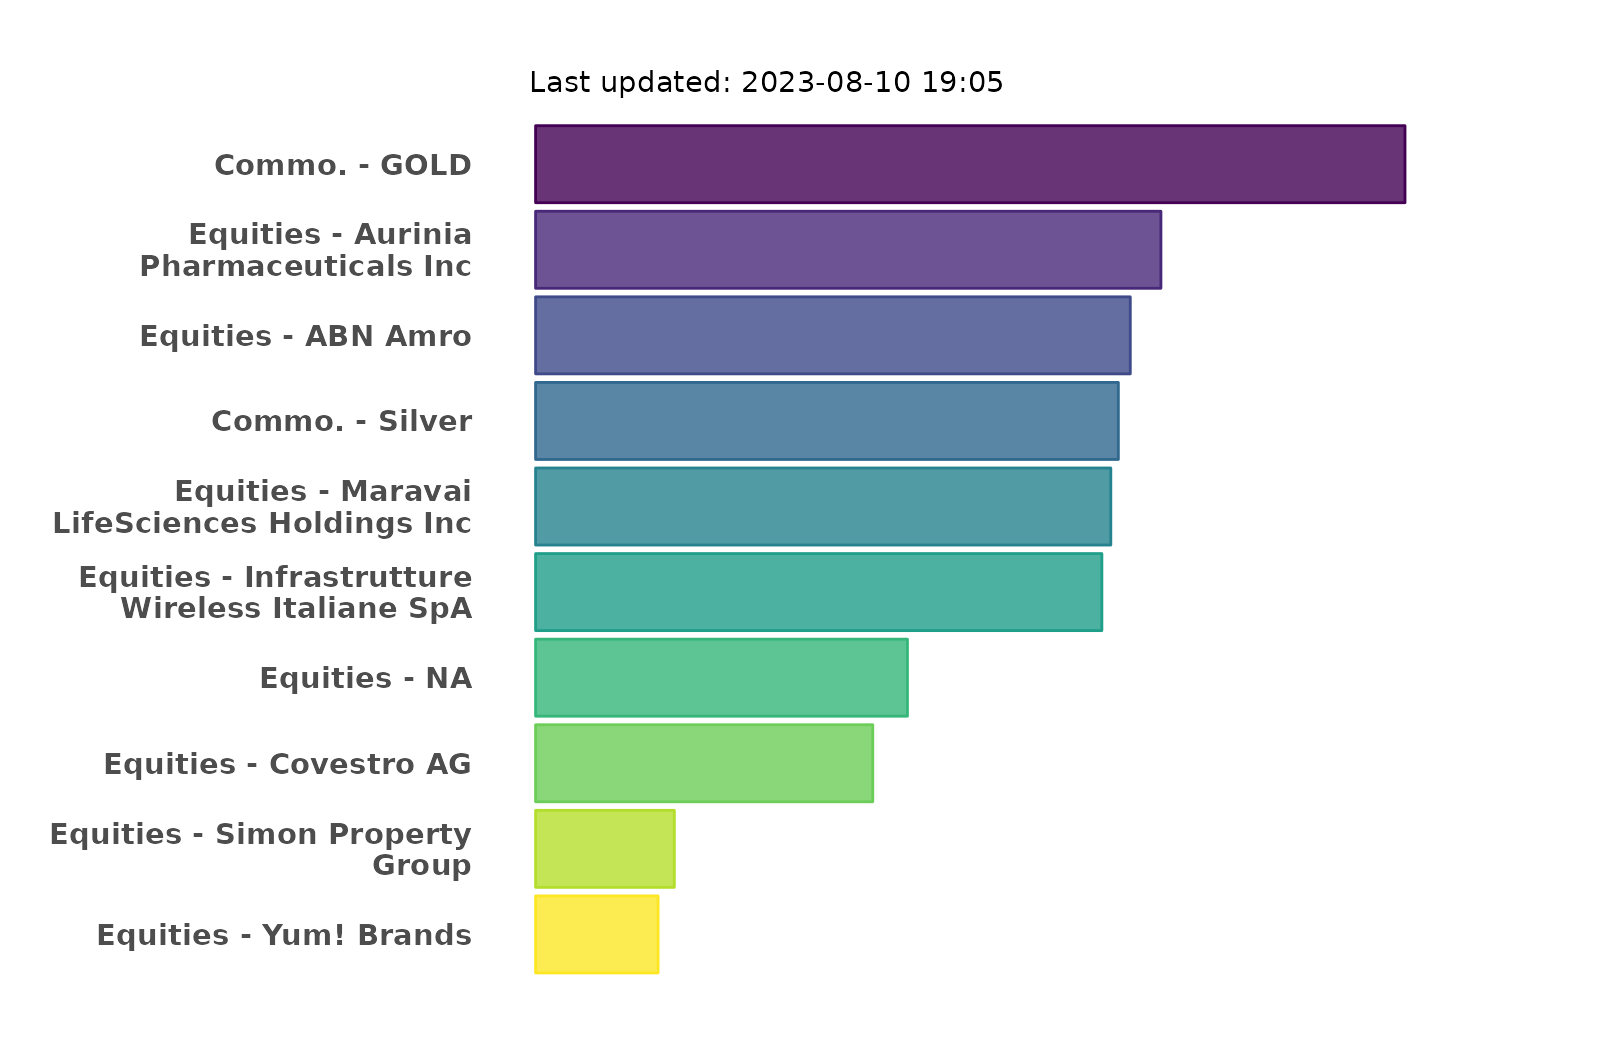 Last updated: 2023-08-10 19:05
Commo. - GOLD
Equities - Aurinia
Pharmaceuticals Inc
Equities - ABN Amro
Commo. - Silver
Equities - Maravai
LifeSciences Holdings Inc
Equities - Infrastrutture
Wireless Italiane SpA
Equities - NA
Equities - Covestro AG
Equities - Simon Property
Group
Equities - Yum! Brands